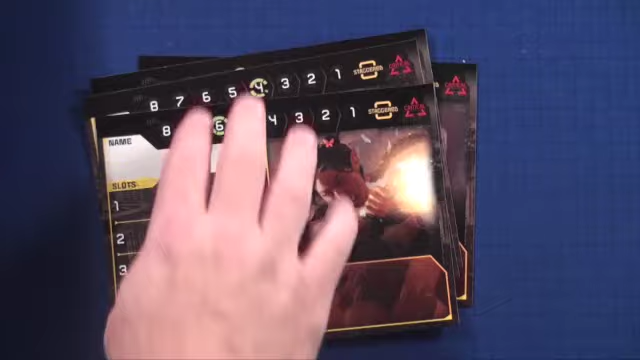 8 7 6 5 4 3 2 1 STAGGERED
8 6 4 3 2 1 STAGGERED
NAME
SLOTS
1
2
3